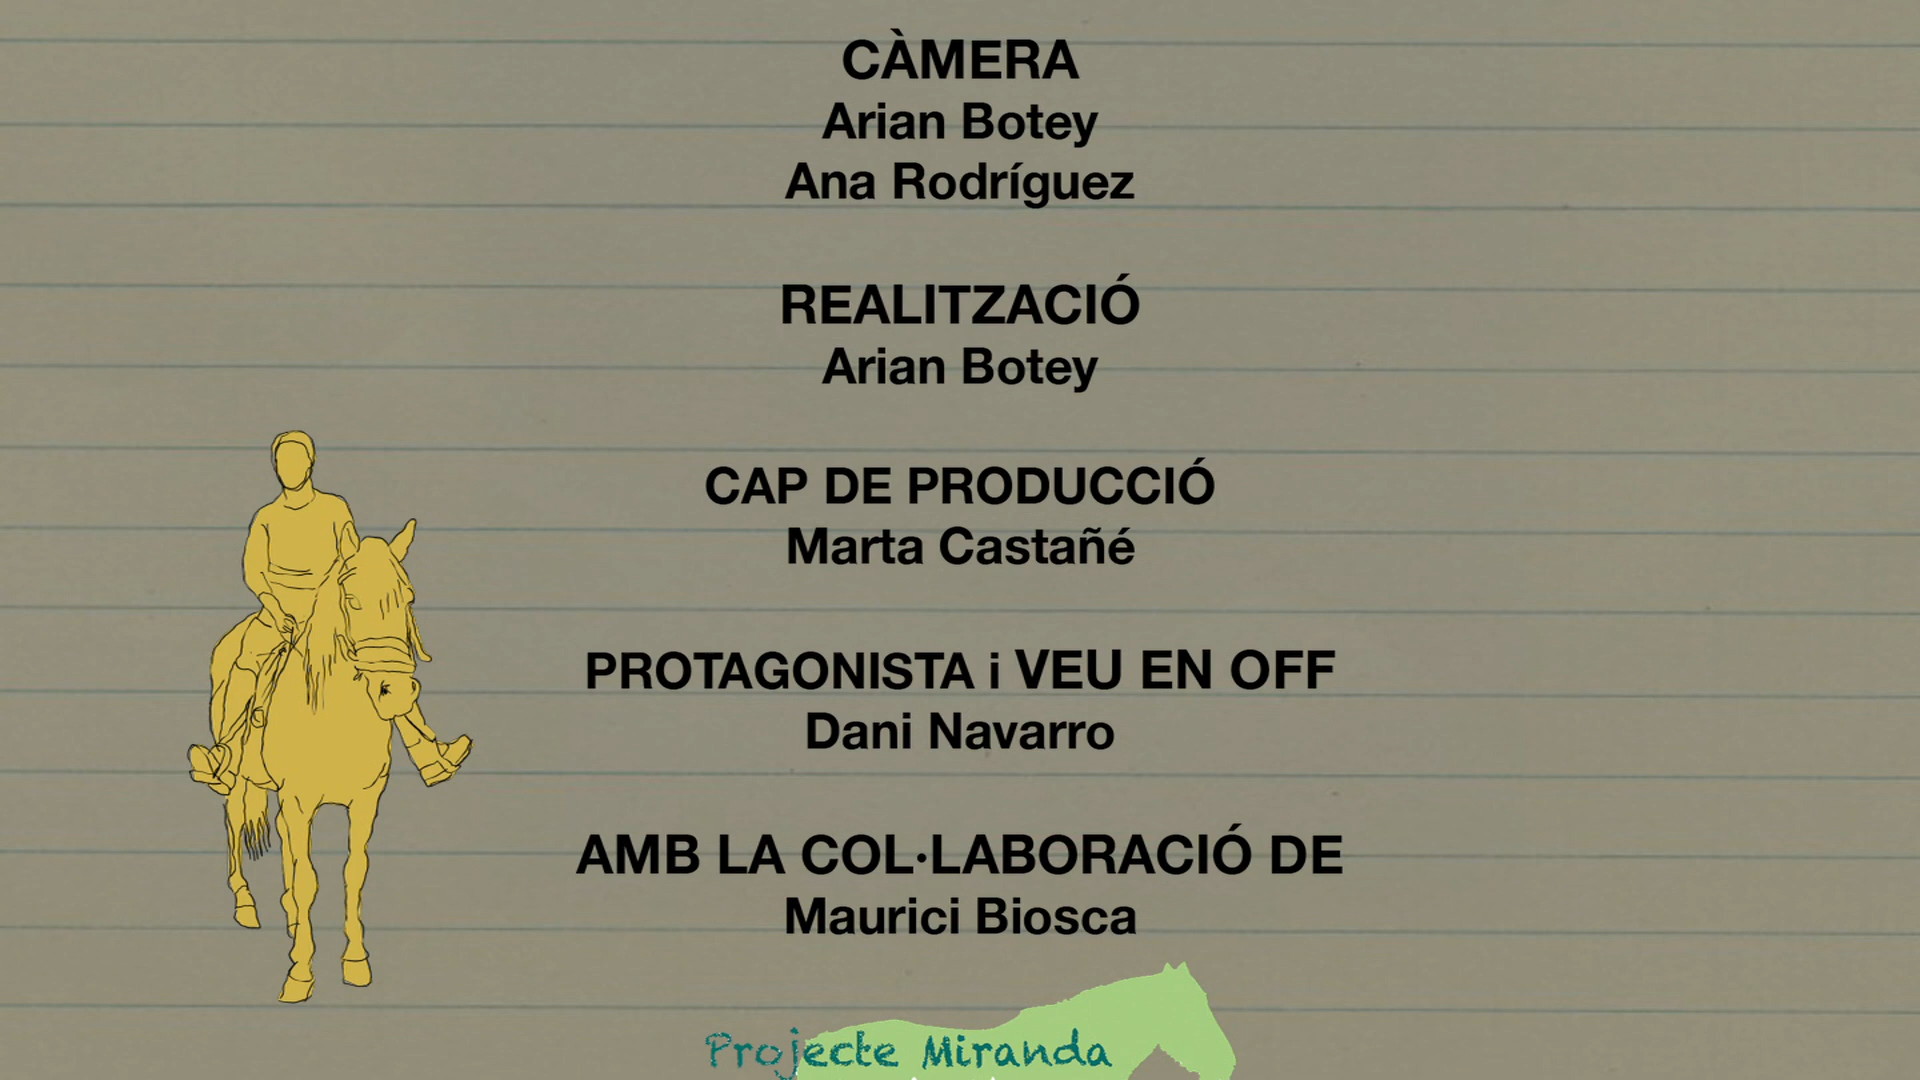 CÀMERA
Arian Botey
Ana Rodríguez
REALITZACIÓ
Arian Botey
CAP DE PRODUCCIÓ
Marta Castañé
PROTAGONISTA i VEU EN OFF
Dani Navarro
AMB LA COL·LABORACIÓ DE
Maurici Biosca
Projecte Miranda